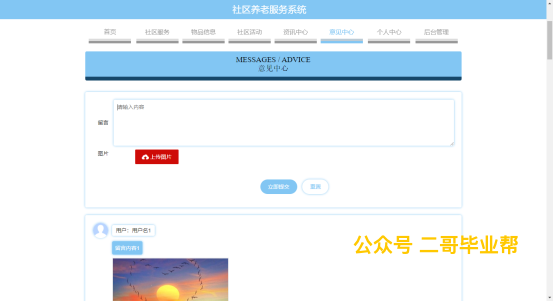 社区养老服务系统
首页 社区服务 物品信息 社区活动 资讯中心 意见中心 个人中心 后台管理
MESSAGES / ADVICE
意见中心
请输入内容
留言
图片
上传图片
立即提交 重置
用户：用户名1
留言内容1
公众号 二哥毕业帮